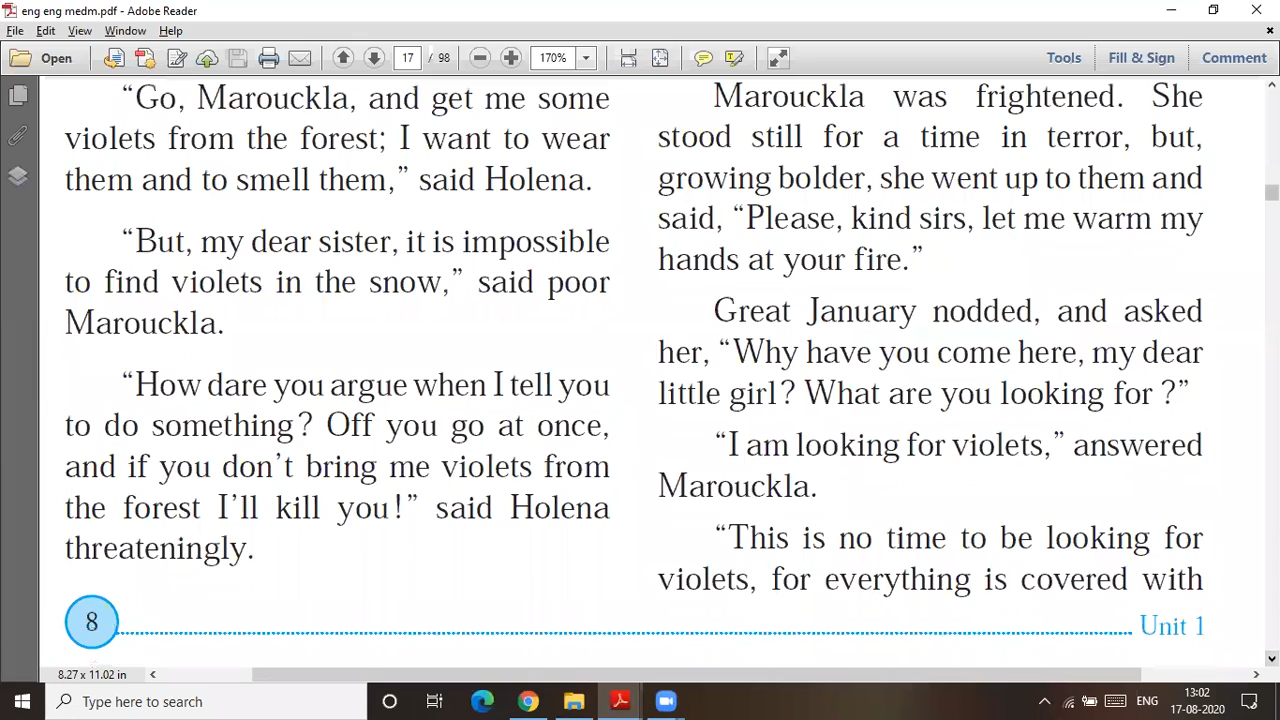 eng eng medm.pdf - Adobe Reader
File Edit View Window Help
Open 17 / 98 170% Tools Fill & Sign Comment
“Go, Marouckla, and get me some
violets from the forest; I want to wear
them and to smell them,” said Holena.
“But, my dear sister, it is impossible
to find violets in the snow,” said poor
Marouckla.
“How dare you argue when I tell you
to do something? Off you go at once,
and if you don’t bring me violets from
the forest I’ll kill you!” said Holena
threateningly.
Marouckla was frightened. She
stood still for a time in terror, but,
growing bolder, she went up to them and
said, “Please, kind sirs, let me warm my
hands at your fire.”
Great January nodded, and asked
her, “Why have you come here, my dear
little girl? What are you looking for ?”
“I am looking for violets,” answered
Marouckla.
“This is no time to be looking for
violets, for everything is covered with
8
Unit 1
8.27 x 11.02 in
Type here to search
ENG
13:02
17-08-2020